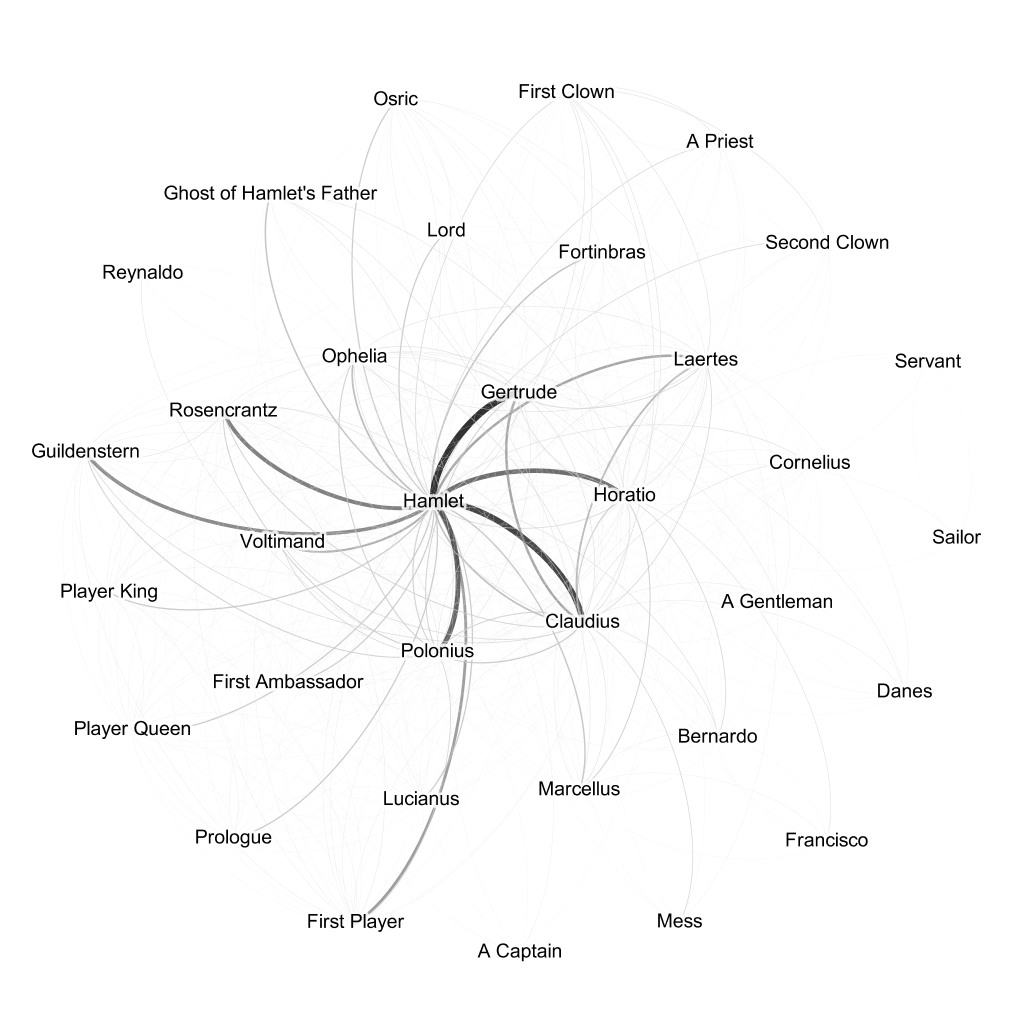 First Clown
Osric
A Priest
Ghost of Hamlet's Father
Lord
Second Clown
Fortinbras
Reynaldo
Ophelia
Laertes
Servant
Gertrude
Rosencrantz
Guildenstern
Cornelius
Horatio
Hamlet
Sailor
Voltimand
Player King
A Gentleman
Claudius
Polonius
First Ambassador
Danes
Player Queen
Bernardo
Marcellus
Lucianus
Prologue
Francisco
First Player
Mess
A Captain